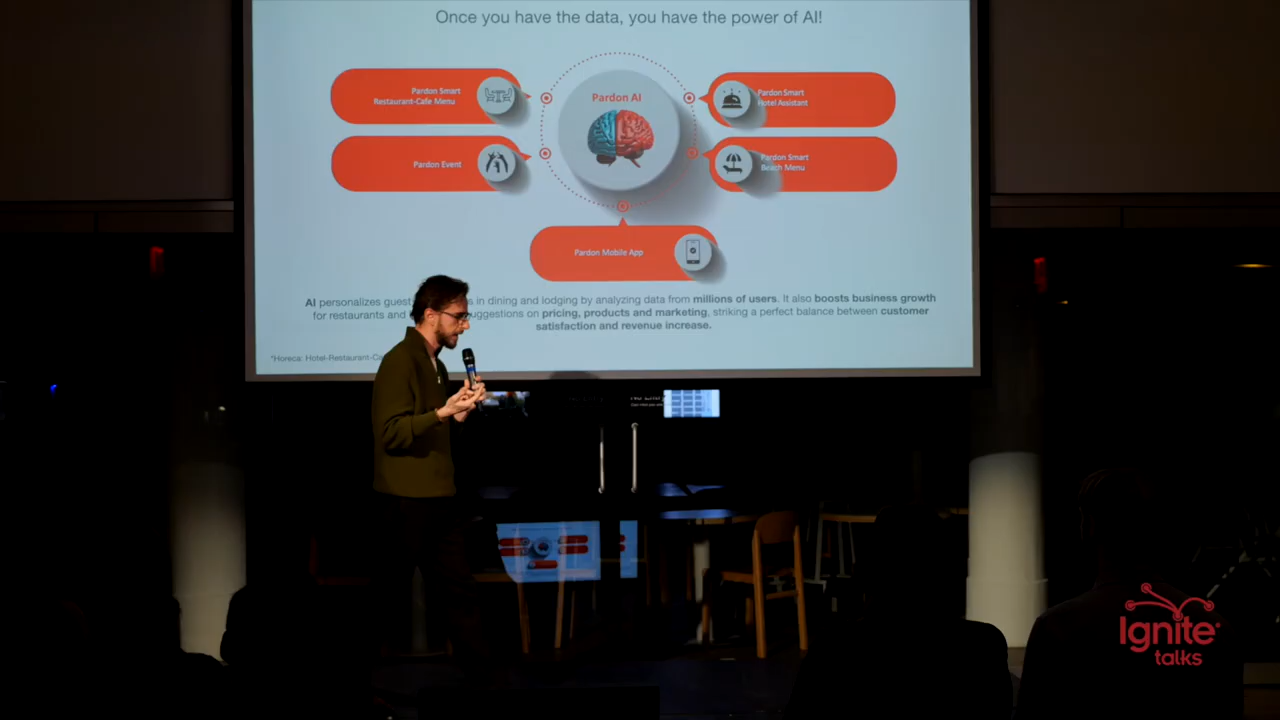 Once you have the data, you have the power of AI!
Pardon Smart
Restaurant-Cafe Menu
Pardon AI
Pardon Smart
Hotel Assistant
Pardon Event
Pardon Smart
Beach Menu
Pardon Mobile App
AI personalizes in dining and lodging by analyzing data from millions of users. It also boosts business growth
for restaurants and suggestions on pricing, products and marketing, striking a perfect balance between customer
satisfaction and revenue increase.
*Horeca: Hotel-Restaurant-
Ignite
talks